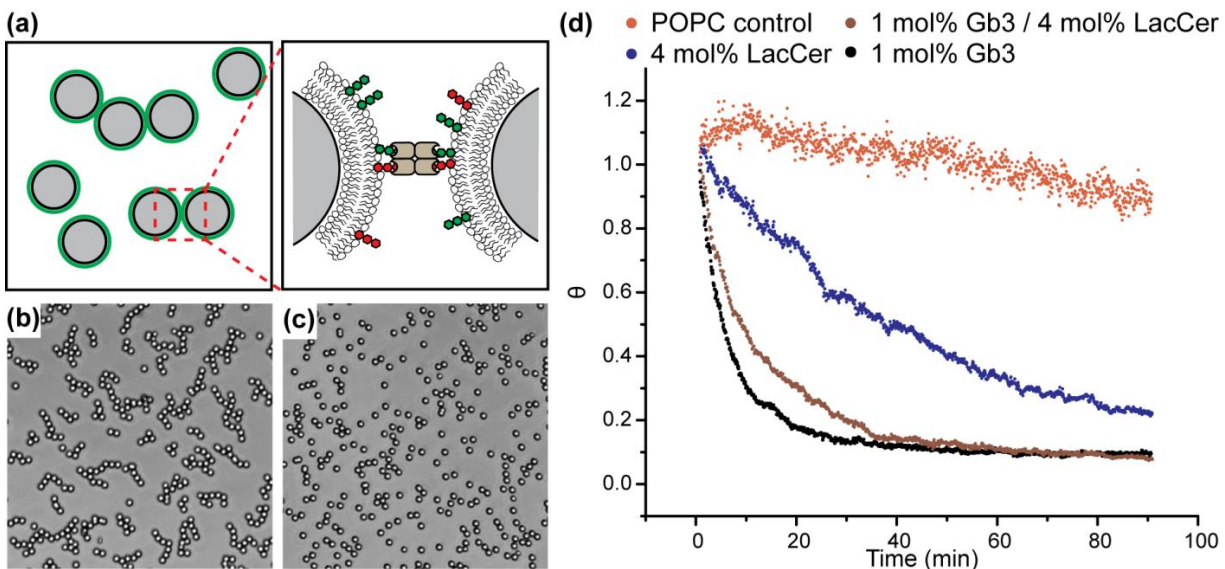 (a)
(b)
(c)
(d)
POPC control
1 mol% Gb3 / 4 mol% LacCer
4 mol% LacCer
1 mol% Gb3
1.2
1.0
0.8
0.6
0.4
0.2
0.0
θ
0
20
40
60
80
100
Time (min)